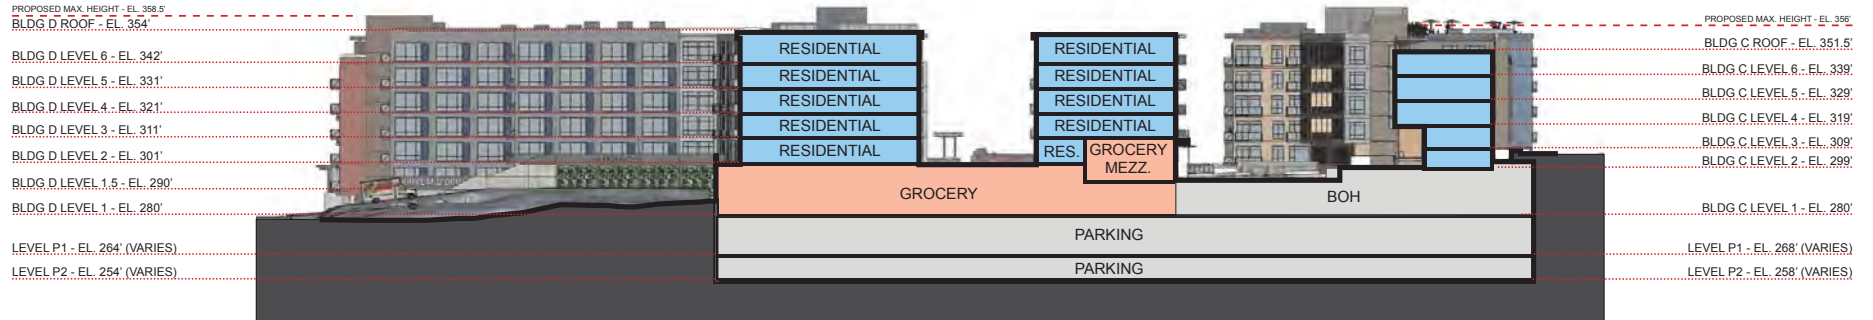 PROPOSED MAX. HEIGHT - EL. 358.5'
BLDG D ROOF - EL. 354'
BLDG D LEVEL 6 - EL. 342'
BLDG D LEVEL 5 - EL. 331'
BLDG D LEVEL 4 - EL. 321'
BLDG D LEVEL 3 - EL. 311'
BLDG D LEVEL 2 - EL. 301'
BLDG D LEVEL 1.5 - EL. 290'
BLDG D LEVEL 1 - EL. 280'
LEVEL P1 - EL. 264' (VARIES)
LEVEL P2 - EL. 254' (VARIES)
RESIDENTIAL
RESIDENTIAL
RESIDENTIAL
RESIDENTIAL
RESIDENTIAL
RESIDENTIAL
RESIDENTIAL
RESIDENTIAL
RESIDENTIAL
RES.
GROCERY
MEZZ.
GROCERY
BOH
PARKING
PARKING
PROPOSED MAX. HEIGHT - EL. 356'
BLDG C ROOF - EL. 351.5'
BLDG C LEVEL 6 - EL. 339'
BLDG C LEVEL 5 - EL. 329'
BLDG C LEVEL 4 - EL. 319'
BLDG C LEVEL 3 - EL. 309'
BLDG C LEVEL 2 - EL. 299'
BLDG C LEVEL 1 - EL. 280'
LEVEL P1 - EL. 268' (VARIES)
LEVEL P2 - EL. 258' (VARIES)